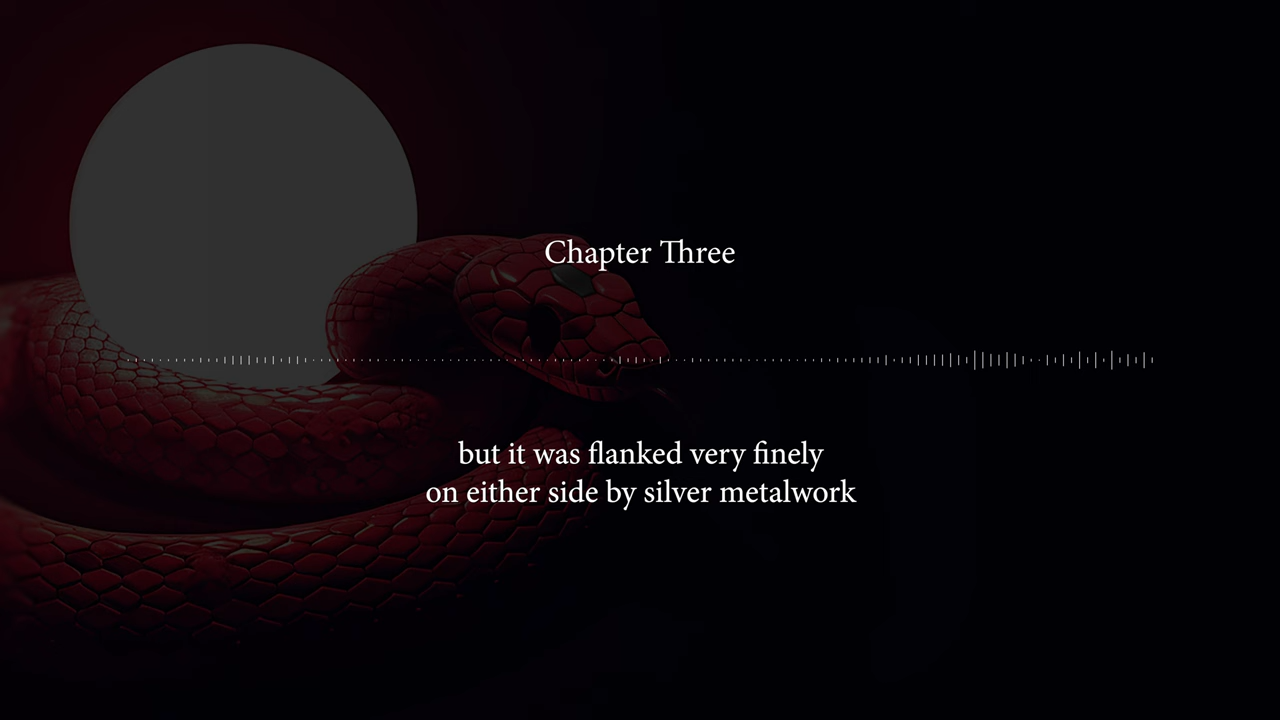 Chapter Three
but it was flanked very finely
on either side by silver metalwork